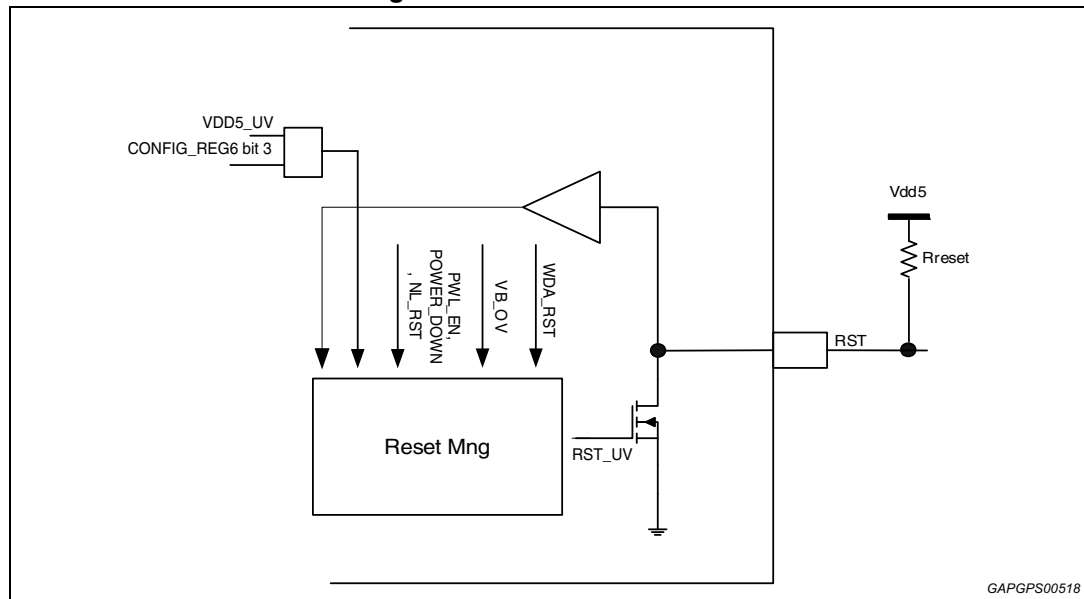 VDD5_UV
CONFIG_REG6 bit 3
Vdd5
Rreset
PWL_EN,
POWER_DOWN
, NL_RST
VB_OV
WDA_RST
RST
Reset Mng
RST_UV
GAPGPS00518